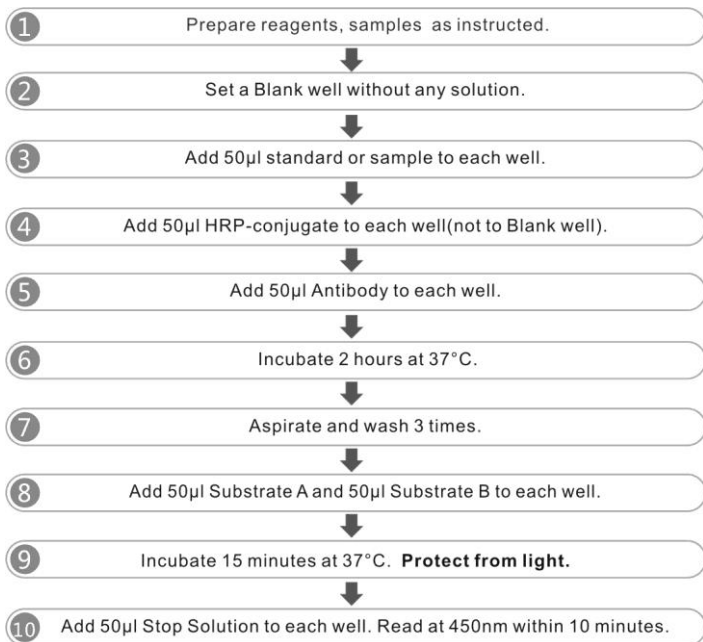 1 Prepare reagents, samples as instructed.
2 Set a Blank well without any solution.
3 Add 50µl standard or sample to each well.
4 Add 50µl HRP-conjugate to each well(not to Blank well).
5 Add 50µl Antibody to each well.
6 Incubate 2 hours at 37°C.
7 Aspirate and wash 3 times.
8 Add 50µl Substrate A and 50µl Substrate B to each well.
9 Incubate 15 minutes at 37°C. Protect from light.
10 Add 50µl Stop Solution to each well. Read at 450nm within 10 minutes.